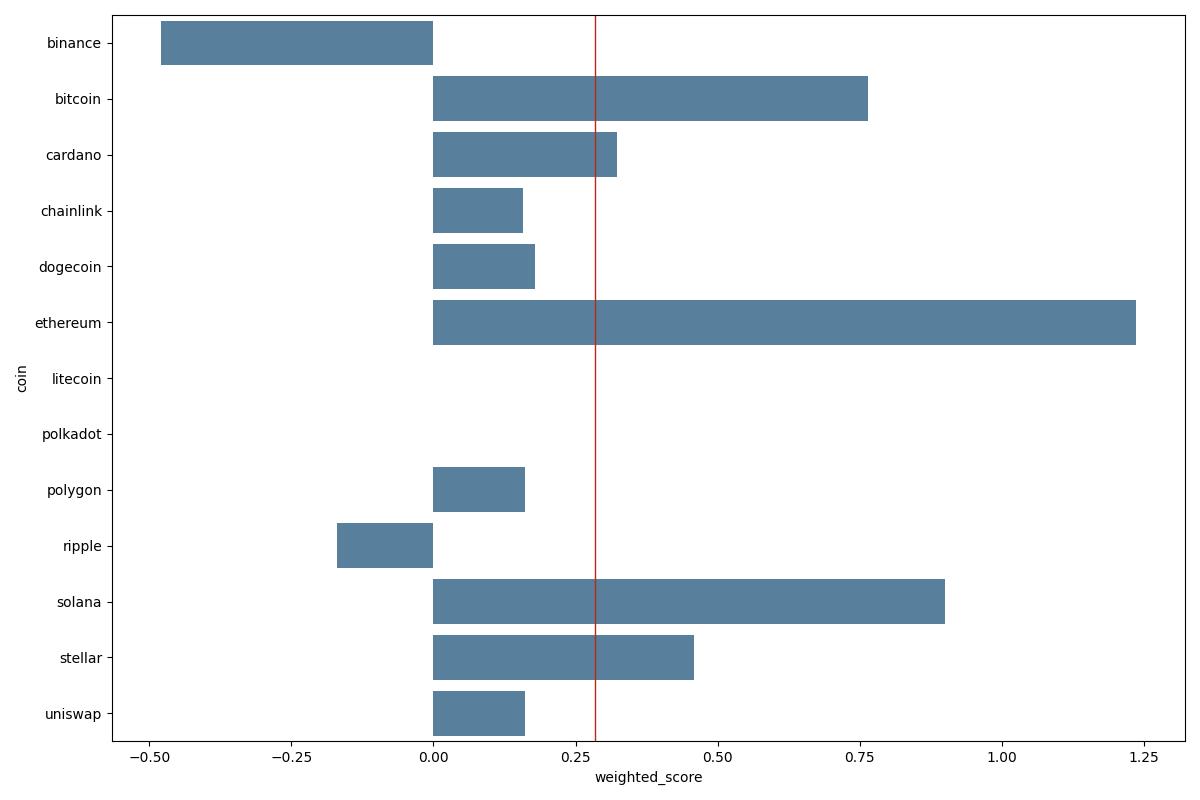 binance
bitcoin
cardano
chainlink
dogecoin
ethereum
litecoin
polkadot
polygon
ripple
solana
stellar
uniswap
coin
−0.50 −0.25 0.00 0.25 0.50 0.75 1.00 1.25
weighted_score